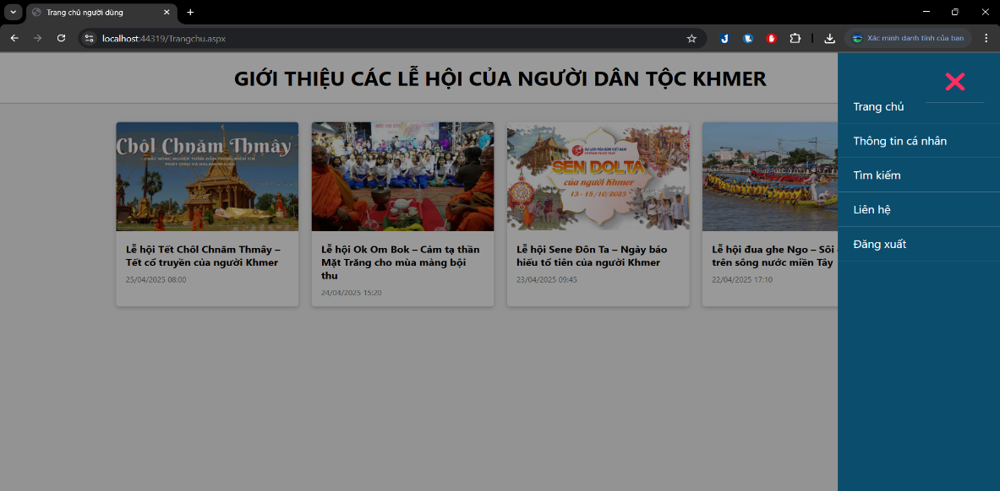 Trang chủ người dùng
localhost:44319/Trangchu.aspx
Xác minh danh tính của bạn
GIỚI THIỆU CÁC LỄ HỘI CỦA NGƯỜI DÂN TỘC KHMER
Trang chủ
Thông tin cá nhân
Tìm kiếm
Liên hệ
Đăng xuất
Chôl Chnăm Thmây
DU LỊCH HÒA BÌNH VIỆT NAM
SEN DOLTA
của người Khmer
13 - 15/10/2023
Lễ hội Tết Chôl Chnăm Thmây –
Tết cổ truyền của người Khmer
25/04/2025 08:00
Lễ hội Ok Om Bok – Cảm tạ thần
Mặt Trăng cho mùa màng bội
thu
24/04/2025 15:20
Lễ hội Sene Đôn Ta – Ngày báo
hiếu tổ tiên của người Khmer
23/04/2025 09:45
Lễ hội đua ghe Ngo – Sôi
trên sông nước miền Tây
22/04/2025 17:10